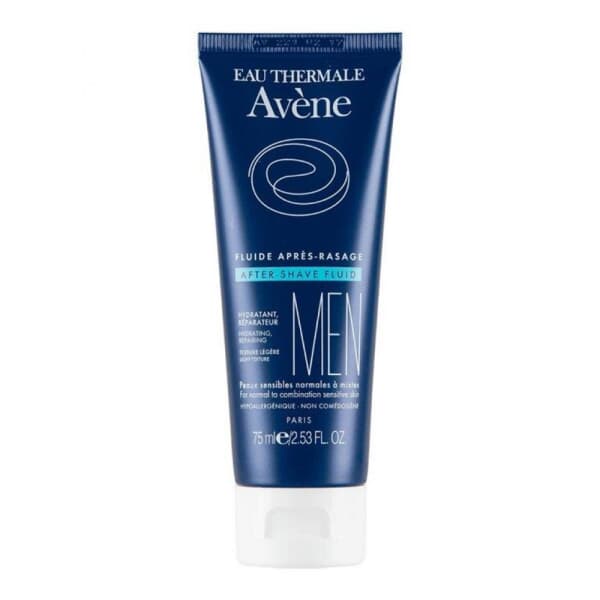 EAU THERMALE
Avène
FLUIDE APRÈS-RASAGE
AFTER-SHAVE FLUID
HYDRATANT,
RÉPARATEUR
HYDRATING,
REPAIRING
TEXTURE LÉGÈRE
LIGHT TEXTURE
MEN
Peaux sensibles normales à mixtes
For normal to combination sensitive skin
HYPOALLERGÉNIQUE - NON COMÉDOGÈNE
PARIS
75 ml e/2.53 FL. OZ.